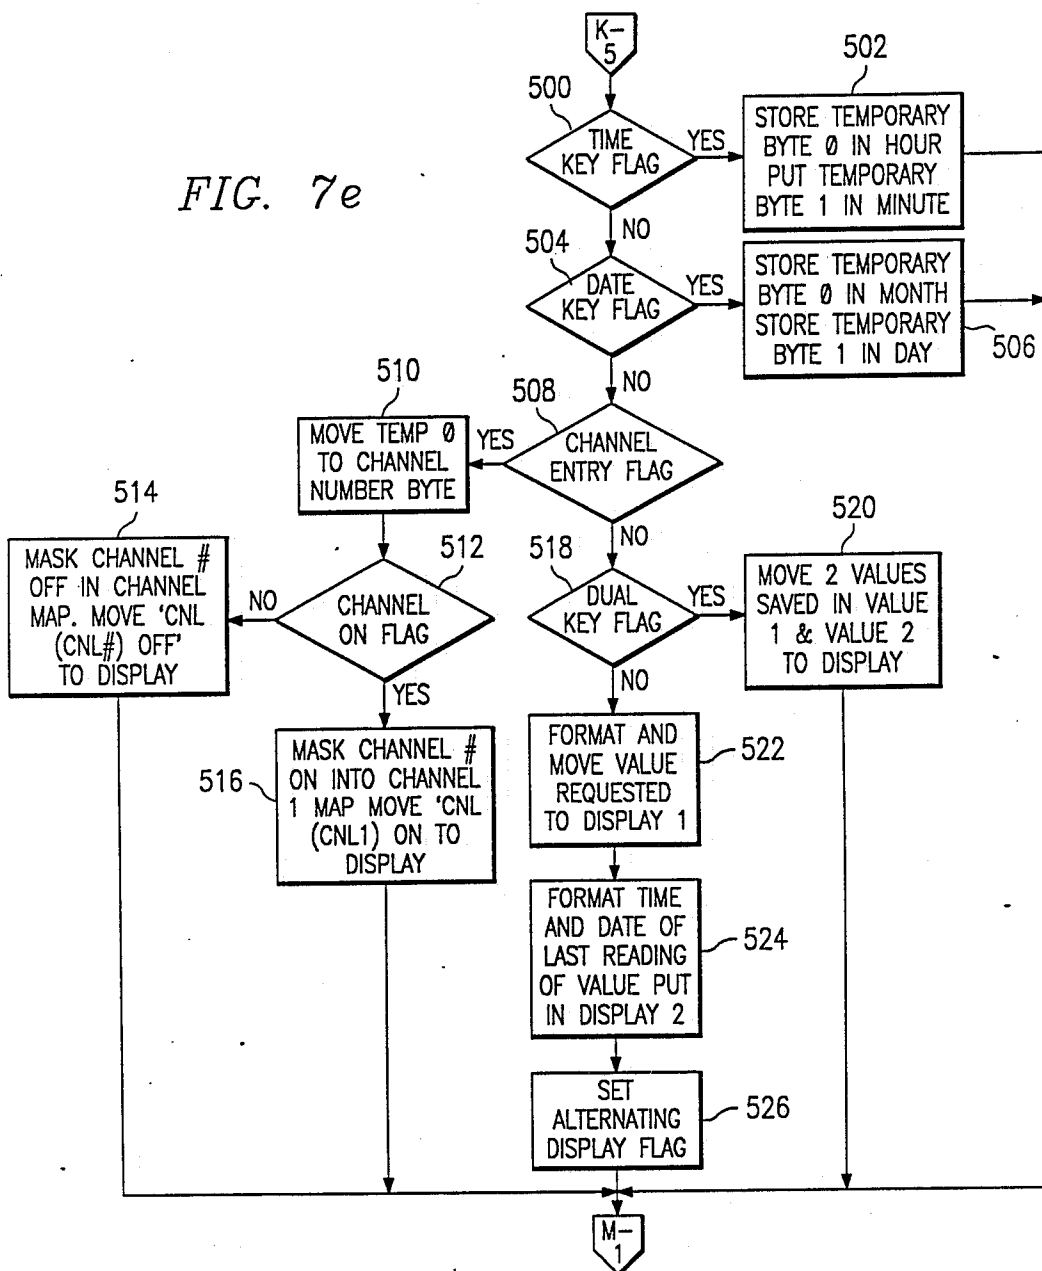 K-
5
500
TIME
KEY FLAG
YES
502
STORE TEMPORARY
BYTE 0 IN HOUR
PUT TEMPORARY
BYTE 1 IN MINUTE
FIG. 7e
NO
504
DATE
KEY FLAG
YES
STORE TEMPORARY
BYTE 0 IN MONTH
STORE TEMPORARY
BYTE 1 IN DAY
506
NO
508
CHANNEL
ENTRY FLAG
YES
510
MOVE TEMP 0
TO CHANNEL
NUMBER BYTE
512
CHANNEL
ON FLAG
NO
514
MASK CHANNEL #
OFF IN CHANNEL
MAP. MOVE 'CNL
(CNL#) OFF'
TO DISPLAY
YES
516
MASK CHANNEL #
ON INTO CHANNEL
1 MAP MOVE 'CNL
(CNL1) ON TO
DISPLAY
NO
518
DUAL
KEY FLAG
YES
520
MOVE 2 VALUES
SAVED IN VALUE
1 & VALUE 2
TO DISPLAY
NO
FORMAT AND
MOVE VALUE
REQUESTED
TO DISPLAY 1
522
FORMAT TIME
AND DATE OF
LAST READING
OF VALUE PUT
IN DISPLAY 2
524
SET
ALTERNATING
DISPLAY FLAG
526
M-
1